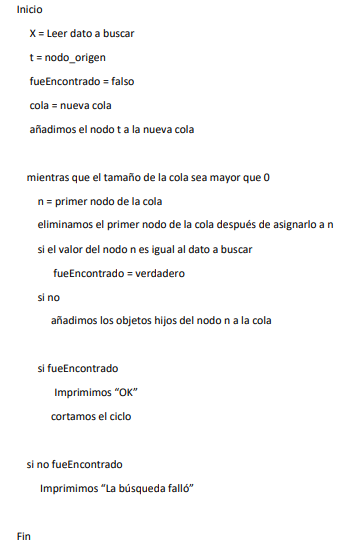 Inicio
X = Leer dato a buscar
t = nodo_origen
fueEncontrado = falso
cola = nueva cola
añadimos el nodo t a la nueva cola
mientras que el tamaño de la cola sea mayor que 0
n = primer nodo de la cola
eliminamos el primer nodo de la cola después de asignarlo a n
si el valor del nodo n es igual al dato a buscar
fueEncontrado = verdadero
si no
añadimos los objetos hijos del nodo n a la cola
si fueEncontrado
Imprimimos “OK”
cortamos el ciclo
si no fueEncontrado
Imprimimos “La búsqueda falló”
Fin